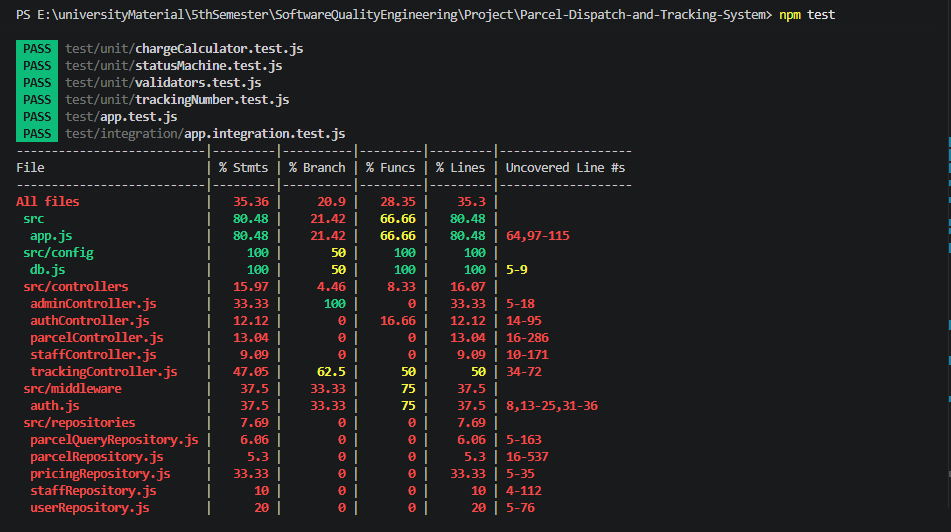 PS E:\universityMaterial\5thSemester\SoftwareQualityEngineering\Project\Parcel-Dispatch-and-Tracking-System> npm test
PASS test/unit/chargeCalculator.test.js
PASS test/unit/statusMachine.test.js
PASS test/unit/validators.test.js
PASS test/unit/trackingNumber.test.js
PASS test/app.test.js
PASS test/integration/app.integration.test.js
--------------------------|---------|----------|---------|---------|-------------------
File                      | % Stmts | % Branch | % Funcs | % Lines | Uncovered Line #s
--------------------------|---------|----------|---------|---------|-------------------
All files                 |   35.36 |     20.9 |   28.35 |    35.3 |
 src                      |   80.48 |    21.42 |   66.66 |   80.48 |
  app.js                  |   80.48 |    21.42 |   66.66 |   80.48 | 64,97-115
 src/config               |     100 |       50 |     100 |     100 |
  db.js                   |     100 |       50 |     100 |     100 | 5-9
 src/controllers          |   15.97 |     4.46 |    8.33 |   16.07 |
  adminController.js      |   33.33 |      100 |       0 |   33.33 | 5-18
  authController.js       |   12.12 |        0 |   16.66 |   12.12 | 14-95
  parcelController.js     |   13.04 |        0 |       0 |   13.04 | 16-286
  staffController.js      |    9.09 |        0 |       0 |    9.09 | 10-171
  trackingController.js   |   47.05 |     62.5 |      50 |      50 | 34-72
 src/middleware           |    37.5 |    33.33 |      75 |    37.5 |
  auth.js                 |    37.5 |    33.33 |      75 |    37.5 | 8,13-25,31-36
 src/repositories         |    7.69 |        0 |       0 |    7.69 |
  parcelQueryRepository.js |    6.06 |        0 |       0 |    6.06 | 5-163
  parcelRepository.js     |     5.3 |        0 |       0 |     5.3 | 16-537
  pricingRepository.js    |   33.33 |        0 |       0 |   33.33 | 5-35
  staffRepository.js      |      10 |        0 |       0 |      10 | 4-112
  userRepository.js       |      20 |        0 |       0 |      20 | 5-76